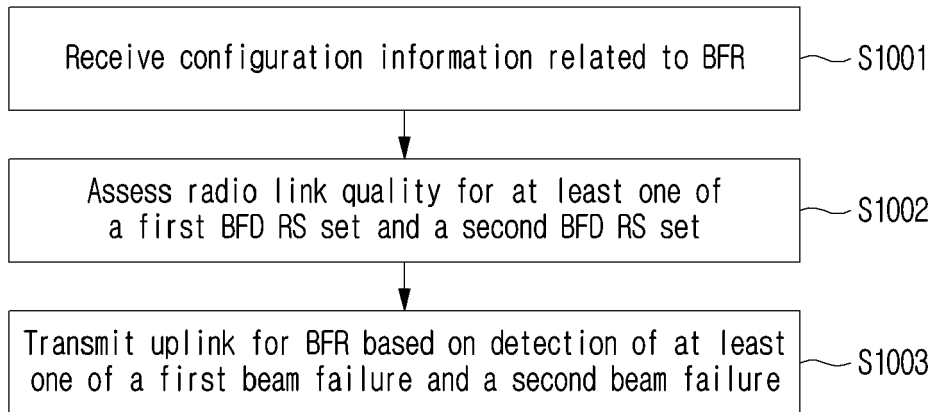 Receive configuration information related to BFR
S1001
Assess radio link quality for at least one of
a first BFD RS set and a second BFD RS set
S1002
Transmit uplink for BFR based on detection of at least
one of a first beam failure and a second beam failure
S1003